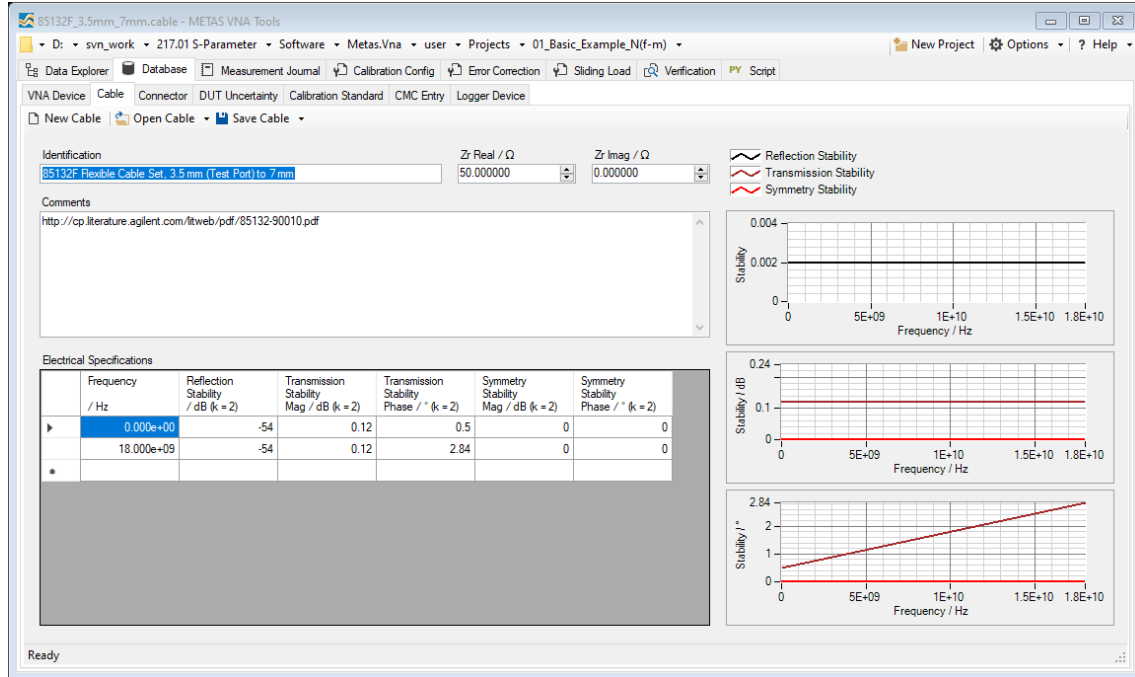 85132F_3.5mm_7mm.cable - METAS VNA Tools
D: svn_work 217.01 S-Parameter Software Metas.Vna user Projects 01_Basic_Example_N(f-m) New Project Options ? Help
Data Explorer Database Measurement Journal Calibration Config Error Correction Sliding Load Verification PY Script
VNA Device Cable Connector DUT Uncertainty Calibration Standard CMC Entry Logger Device
New Cable Open Cable Save Cable
Identification Zr Real / Ω Zr Imag / Ω
85132F Flexible Cable Set, 3.5 mm (Test Port) to 7 mm 50.000000 0.000000
Comments
http://cp.literature.agilent.com/litweb/pdf/85132-90010.pdf
Electrical Specifications
Frequency / Hz
Reflection Stability / dB (k = 2)
Transmission Stability Mag / dB (k = 2)
Transmission Stability Phase / ° (k = 2)
Symmetry Stability Mag / dB (k = 2)
Symmetry Stability Phase / ° (k = 2)
0.000e+00 -54 0.12 0.5 0 0
18.000e+09 -54 0.12 2.84 0 0
*
Reflection Stability
Transmission Stability
Symmetry Stability
0.004
0.002
0
Stability
0 5E+09 1E+10 1.5E+10 1.8E+10
Frequency / Hz
0.24
0.1
0
Stability / dB
0 5E+09 1E+10 1.5E+10 1.8E+10
Frequency / Hz
2.84
2
1
0
Stability / °
0 5E+09 1E+10 1.5E+10 1.8E+10
Frequency / Hz
Ready